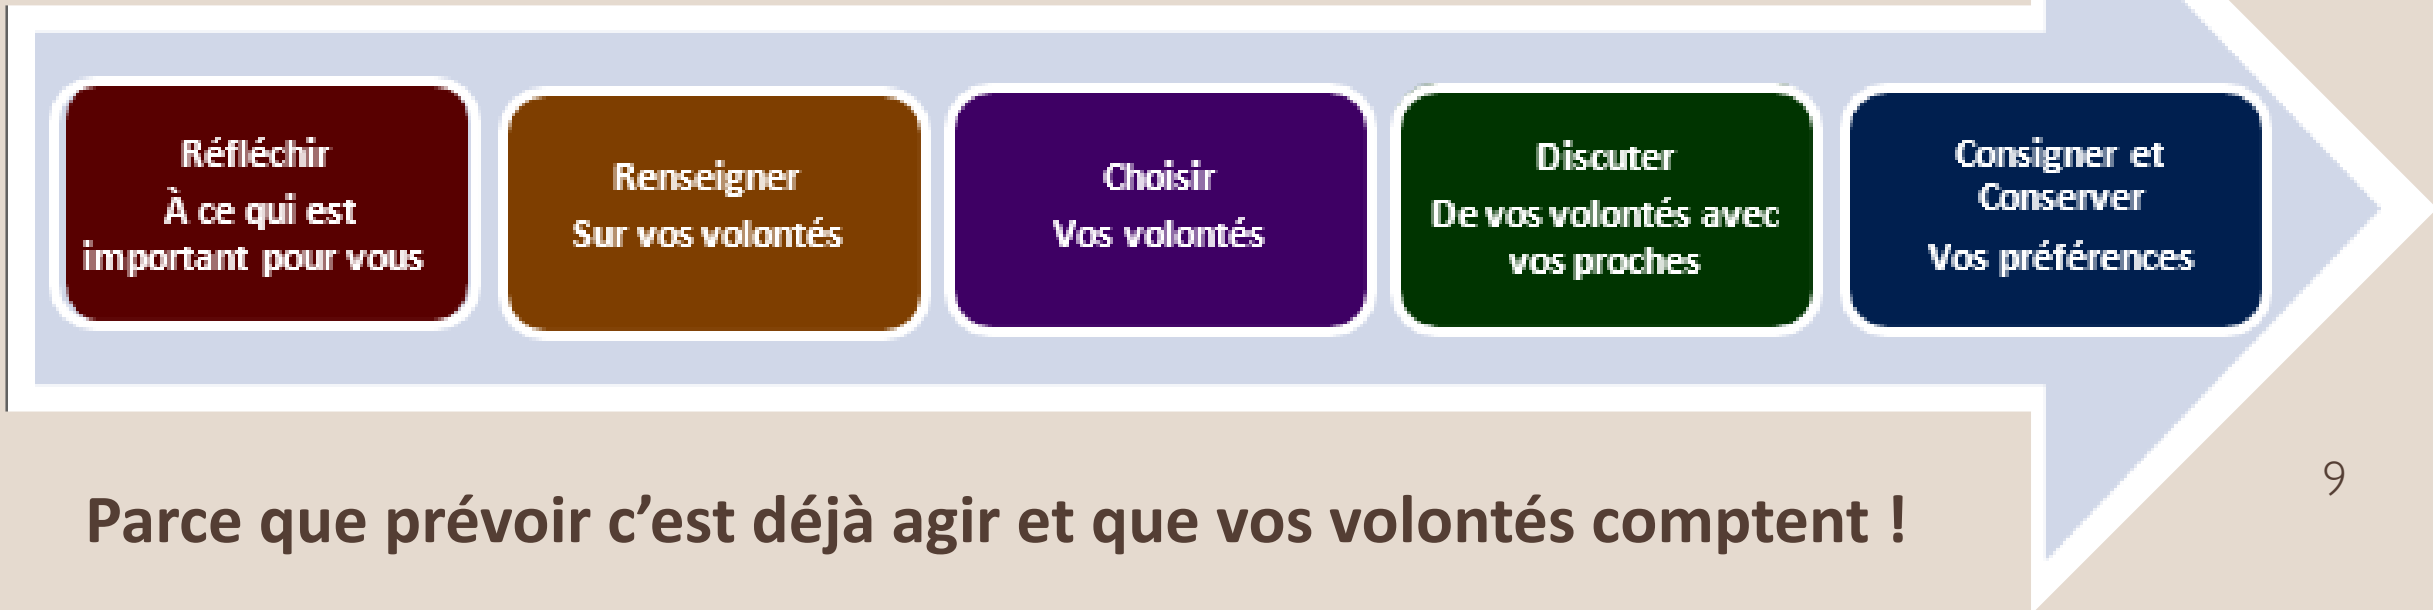 Réfléchir
À ce qui est
important pour vous
Renseigner
Sur vos volontés
Choisir
Vos volontés
Discuter
De vos volontés avec
vos proches
Consigner et
Conserver
Vos préférences
9
Parce que prévoir c’est déjà agir et que vos volontés comptent !